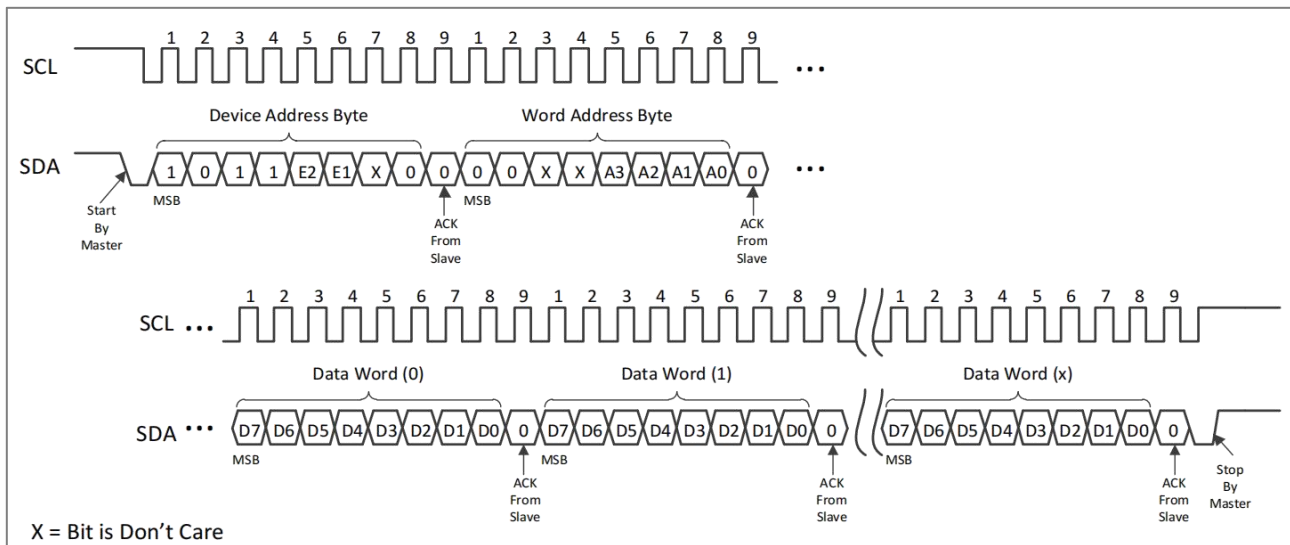 1 2 3 4 5 6 7 8 9 1 2 3 4 5 6 7 8 9
SCL ...
Device Address Byte Word Address Byte
SDA 1 0 1 1 E2 E1 X 0 0 0 0 X X A3 A2 A1 A0 0 ...
MSB MSB
Start
By
Master
ACK
From
Slave
ACK
From
Slave
1 2 3 4 5 6 7 8 9 1 2 3 4 5 6 7 8 9 1 2 3 4 5 6 7 8 9
SCL ...
Data Word (0) Data Word (1) Data Word (x)
SDA ... D7 D6 D5 D4 D3 D2 D1 D0 0 D7 D6 D5 D4 D3 D2 D1 D0 0 D7 D6 D5 D4 D3 D2 D1 D0 0
MSB MSB MSB
ACK
From
Slave
ACK
From
Slave
ACK
From
Slave
Stop
By
Master
X = Bit is Don’t Care